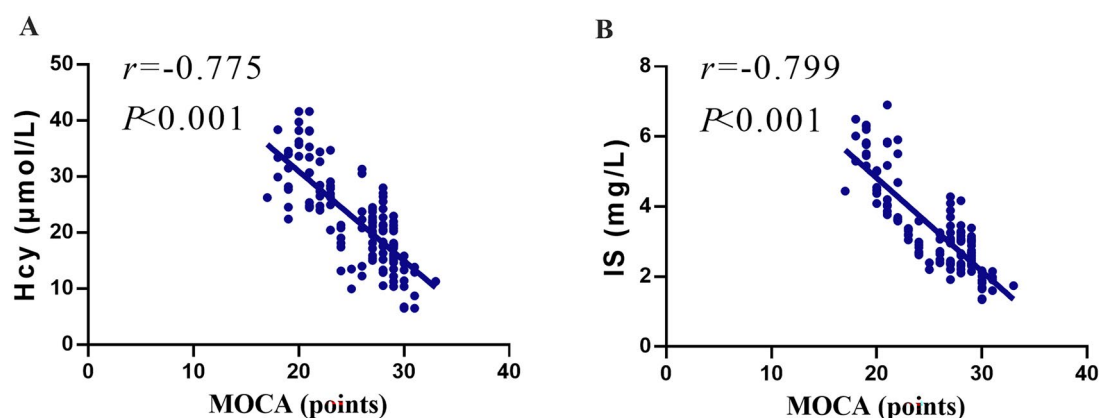 A
r=-0.775
P<0.001
Hcy (μmol/L)
50
40
30
20
10
0
0 10 20 30 40
MOCA (points)
B
r=-0.799
P<0.001
IS (mg/L)
8
6
4
2
0
0 10 20 30 40
MOCA (points)